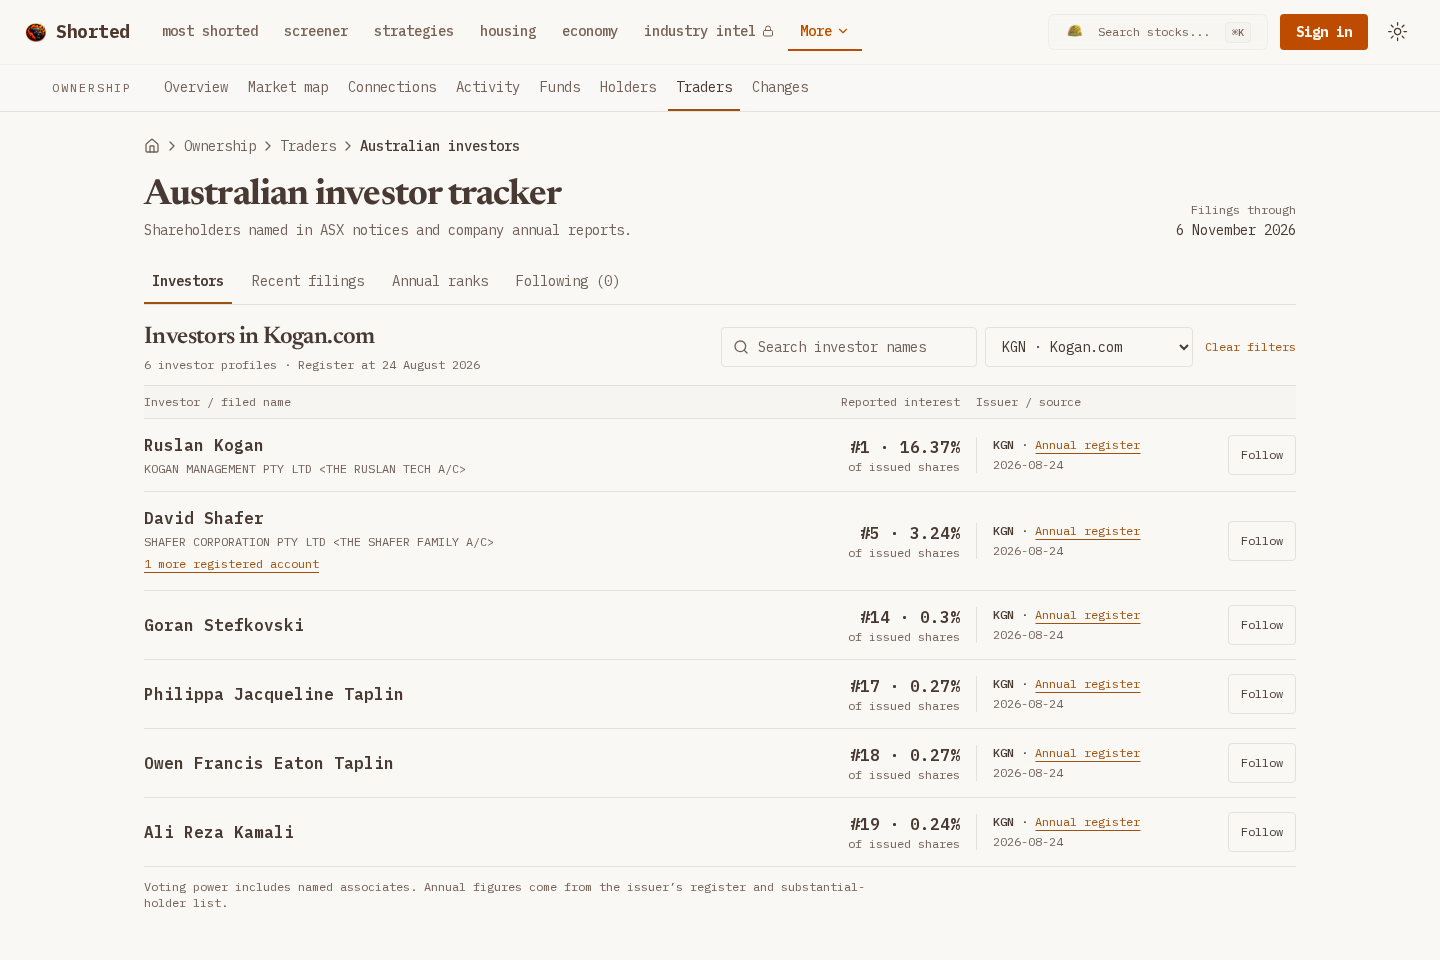 Shorted
most shorted
screener
strategies
housing
economy
industry intel
More
Search stocks...
⌘K
Sign in
OWNERSHIP
Overview
Market map
Connections
Activity
Funds
Holders
Traders
Changes
Ownership
Traders
Australian investors
Australian investor tracker
Shareholders named in ASX notices and company annual reports.
Filings through
6 November 2026
Investors
Recent filings
Annual ranks
Following (0)
Investors in Kogan.com
6 investor profiles · Register at 24 August 2026
Search investor names
KGN · Kogan.com
Clear filters
Investor / filed name
Reported interest
Issuer / source
Ruslan Kogan
KOGAN MANAGEMENT PTY LTD <THE RUSLAN TECH A/C>
#1 · 16.37%
of issued shares
KGN · Annual register
2026-08-24
Follow
David Shafer
SHAFER CORPORATION PTY LTD <THE SHAFER FAMILY A/C>
1 more registered account
#5 · 3.24%
of issued shares
KGN · Annual register
2026-08-24
Follow
Goran Stefkovski
#14 · 0.3%
of issued shares
KGN · Annual register
2026-08-24
Follow
Philippa Jacqueline Taplin
#17 · 0.27%
of issued shares
KGN · Annual register
2026-08-24
Follow
Owen Francis Eaton Taplin
#18 · 0.27%
of issued shares
KGN · Annual register
2026-08-24
Follow
Ali Reza Kamali
#19 · 0.24%
of issued shares
KGN · Annual register
2026-08-24
Follow
Voting power includes named associates. Annual figures come from the issuer’s register and substantial-
holder list.